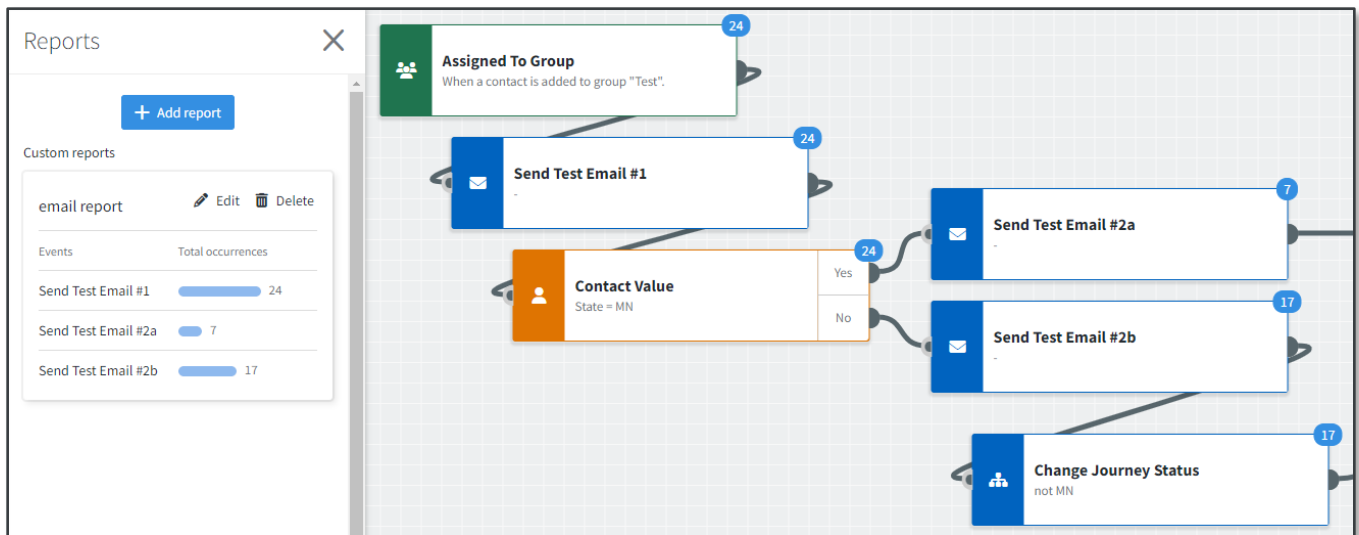 Reports
Add report
Custom reports
email report
Edit
Delete
Events
Total occurrences
Send Test Email #1
24
Send Test Email #2a
7
Send Test Email #2b
17
24
Assigned To Group
When a contact is added to group "Test".
24
Send Test Email #1
-
24
Contact Value
State = MN
Yes
No
7
Send Test Email #2a
-
17
Send Test Email #2b
-
17
Change Journey Status
not MN